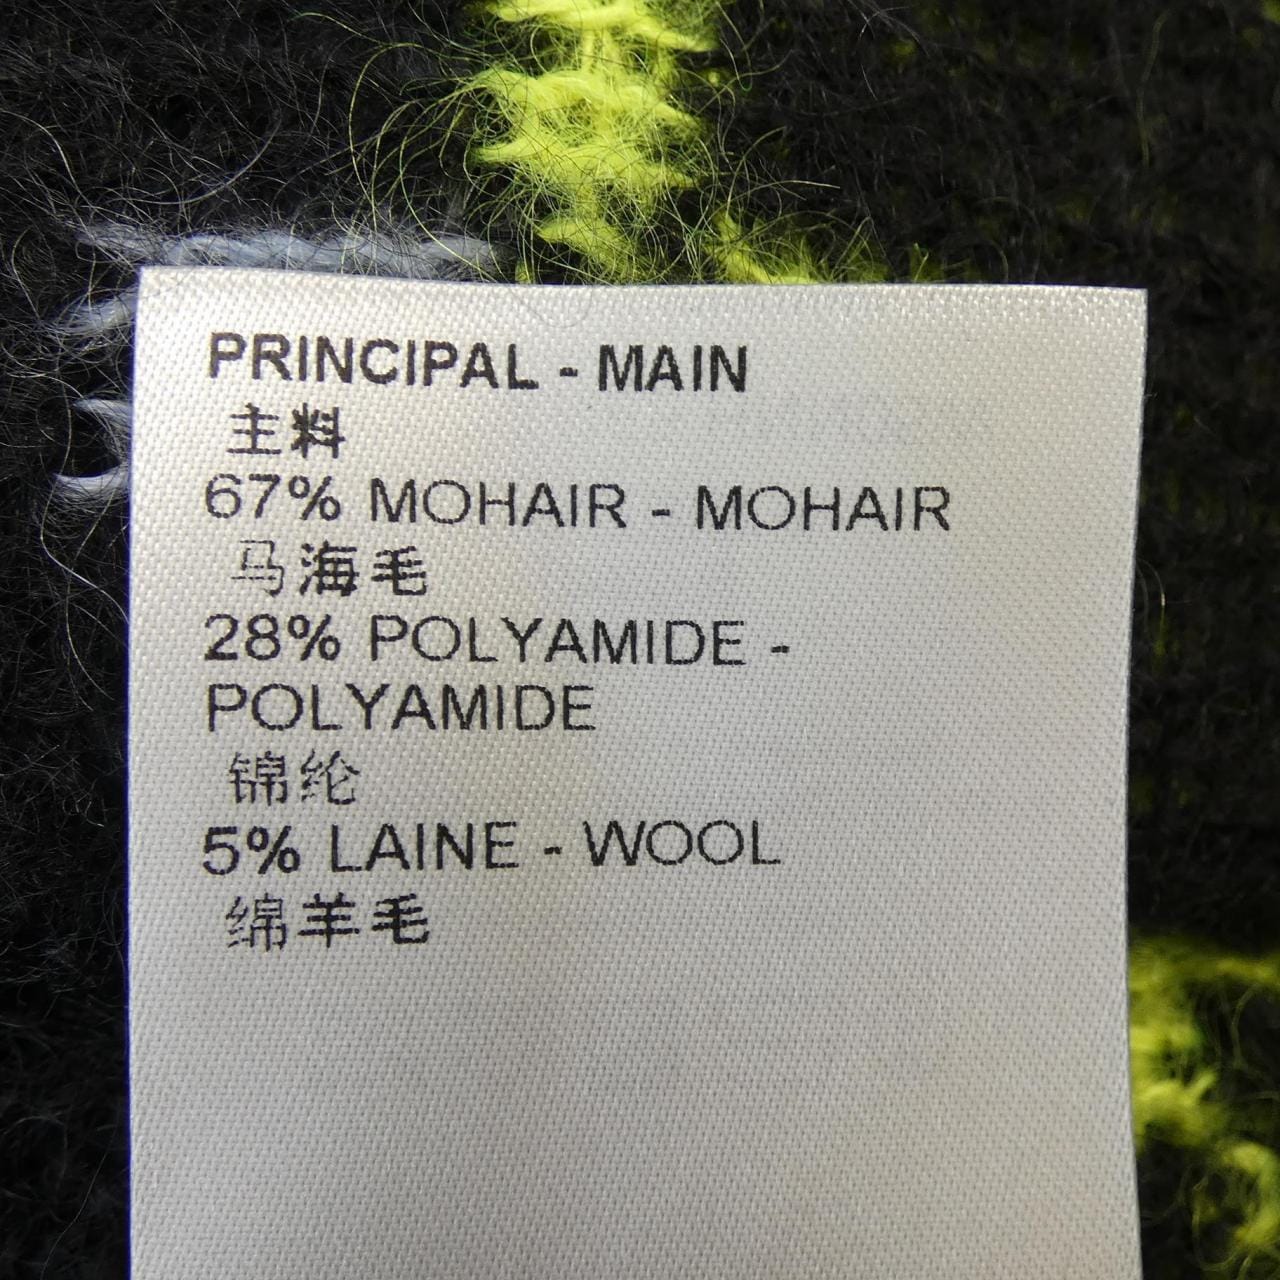 PRINCIPAL - MAIN
主料
67% MOHAIR - MOHAIR
马海毛
28% POLYAMIDE -
POLYAMIDE
锦纶
5% LAINE - WOOL
绵羊毛